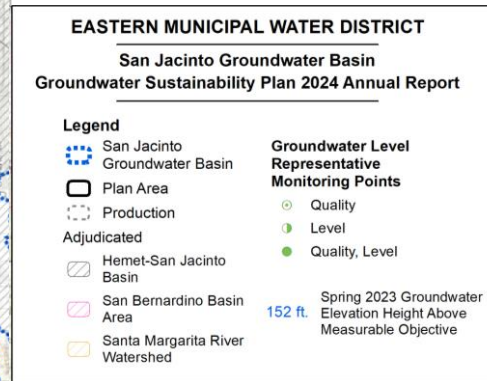 EASTERN MUNICIPAL WATER DISTRICT
San Jacinto Groundwater Basin
Groundwater Sustainability Plan 2024 Annual Report
Legend
San Jacinto
Groundwater Basin
Plan Area
Production
Adjudicated
Hemet-San Jacinto
Basin
San Bernardino Basin
Area
Santa Margarita River
Watershed
Groundwater Level
Representative
Monitoring Points
Quality
Level
Quality, Level
152 ft.
Spring 2023 Groundwater
Elevation Height Above
Measurable Objective